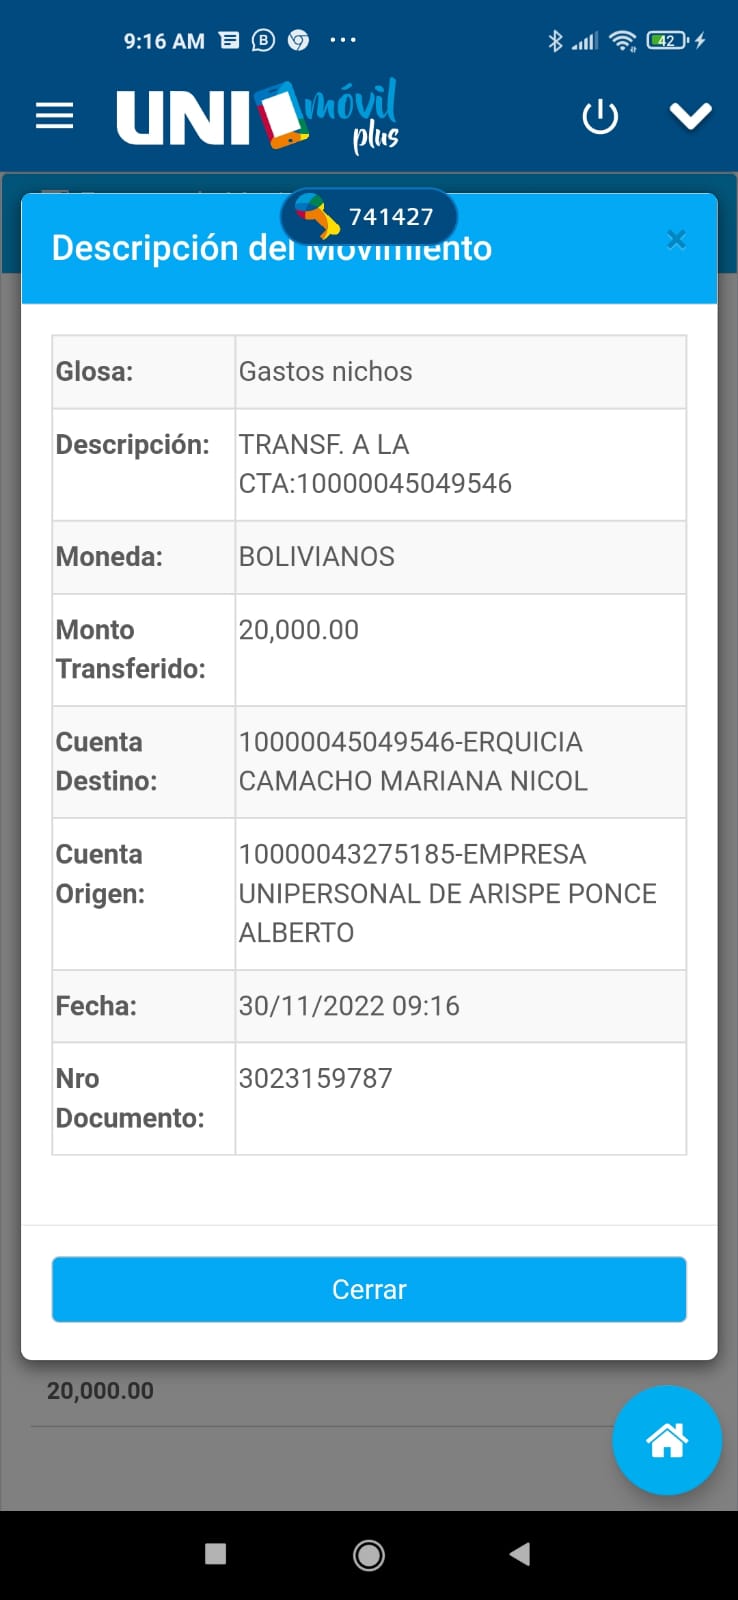 9:16 AM
42
UNI móvil
plus
741427
Descripción del Movimiento
×
Glosa: Gastos nichos
Descripción: TRANSF. A LA
CTA:10000045049546
Moneda: BOLIVIANOS
Monto 20,000.00
Transferido:
Cuenta 10000045049546-ERQUICIA
Destino: CAMACHO MARIANA NICOL
Cuenta 10000043275185-EMPRESA
Origen: UNIPERSONAL DE ARISPE PONCE
ALBERTO
Fecha: 30/11/2022 09:16
Nro 3023159787
Documento:
Cerrar
20,000.00